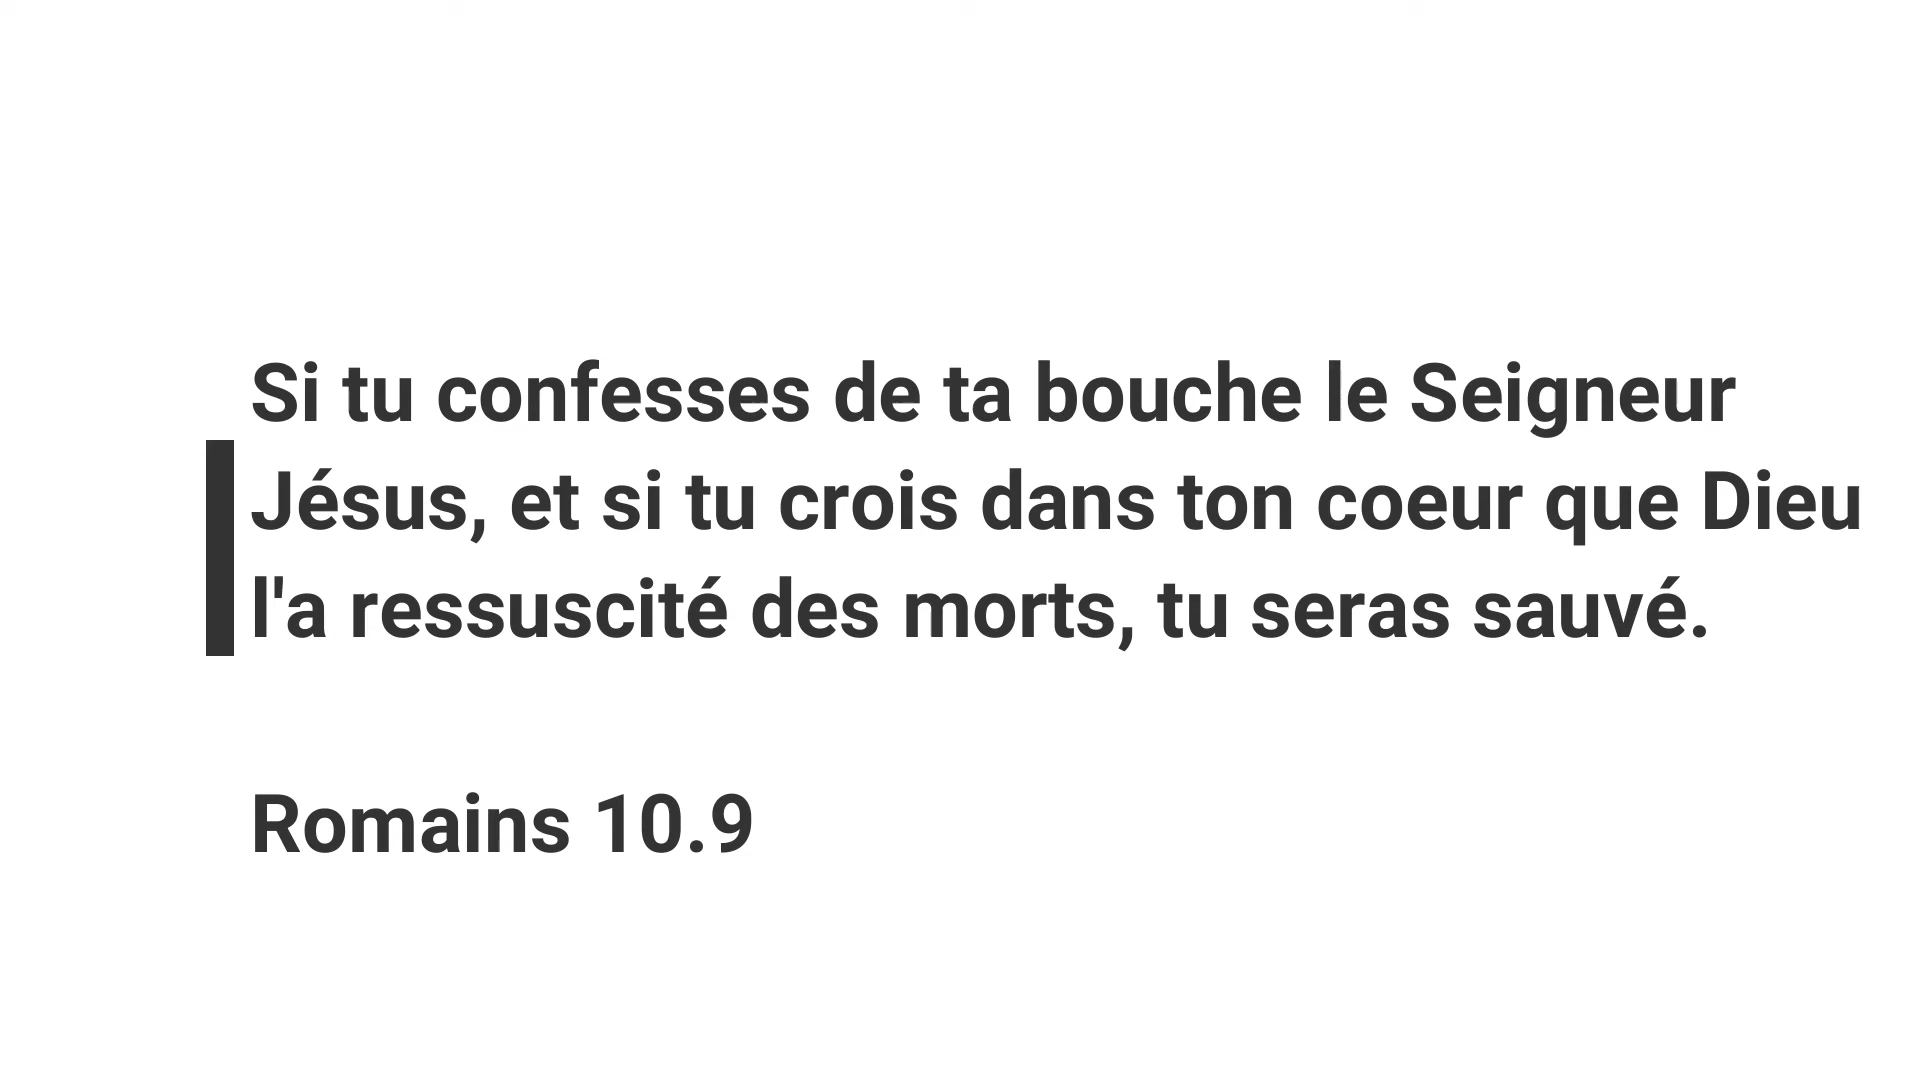 Si tu confesses de ta bouche le Seigneur
Jésus, et si tu crois dans ton coeur que Dieu
l'a ressuscité des morts, tu seras sauvé.
Romains 10.9